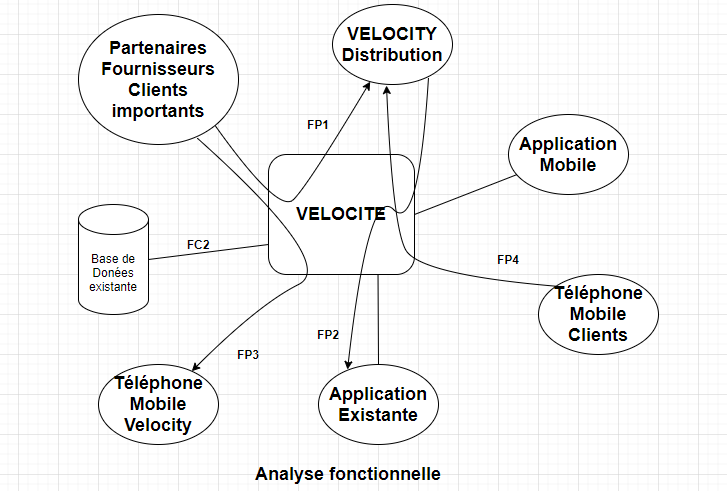 Partenaires
Fournisseurs
Clients
importants
VELOCITY
Distribution
FP1
Application
Mobile
VELOCITE
Base de
Donées
existante
FC2
FP4
Téléphone
Mobile
Clients
FP2
FP3
Téléphone
Mobile
Velocity
Application
Existante
Analyse fonctionnelle